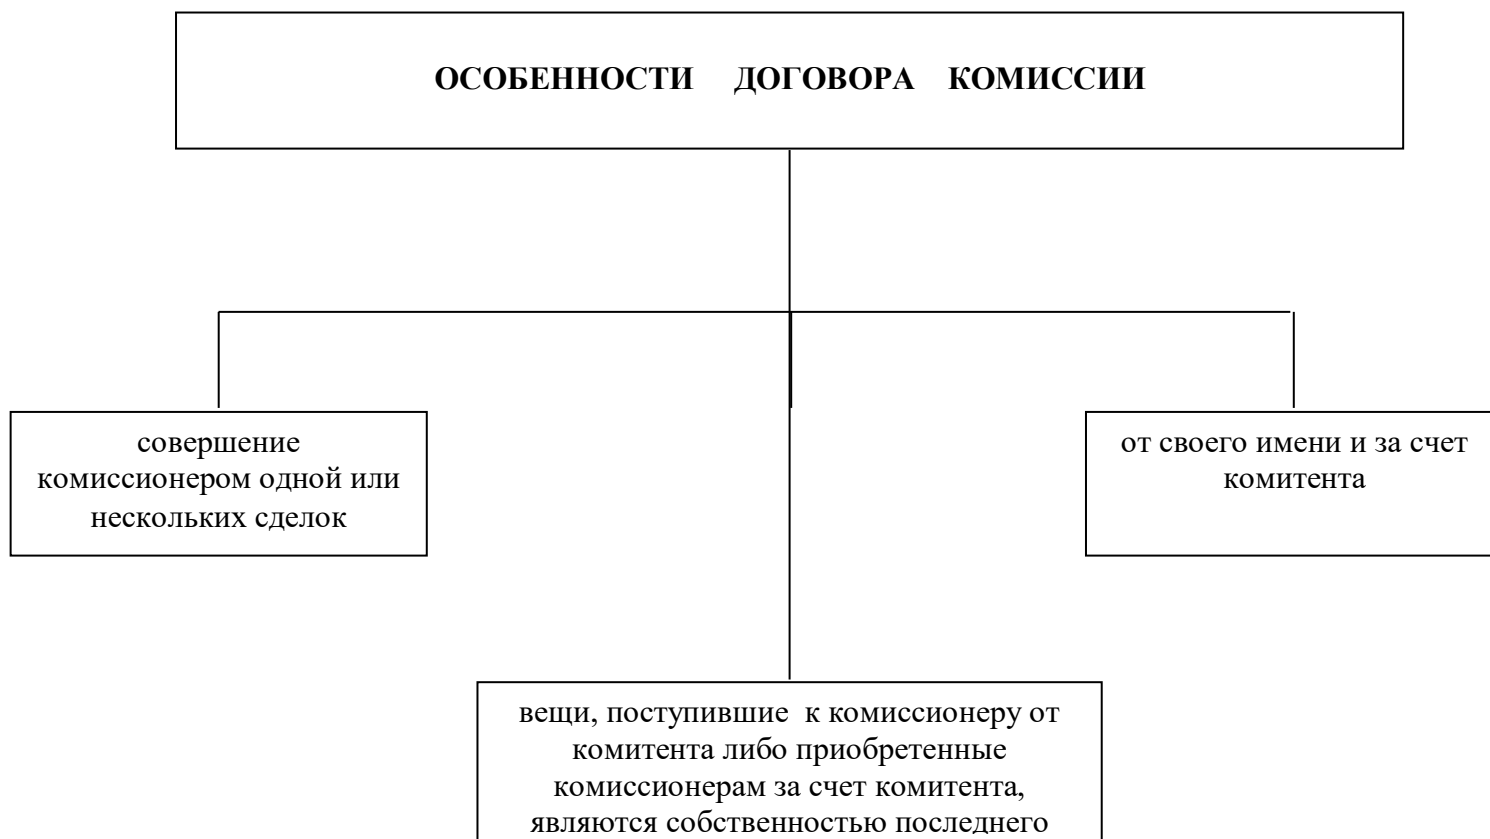 ОСОБЕННОСТИ ДОГОВОРА КОМИССИИ
совершение
комиссионером одной или
нескольких сделок
от своего имени и за счет
комитента
вещи, поступившие к комиссионеру от
комитента либо приобретенные
комиссионерам за счет комитента,
являются собственностью последнего